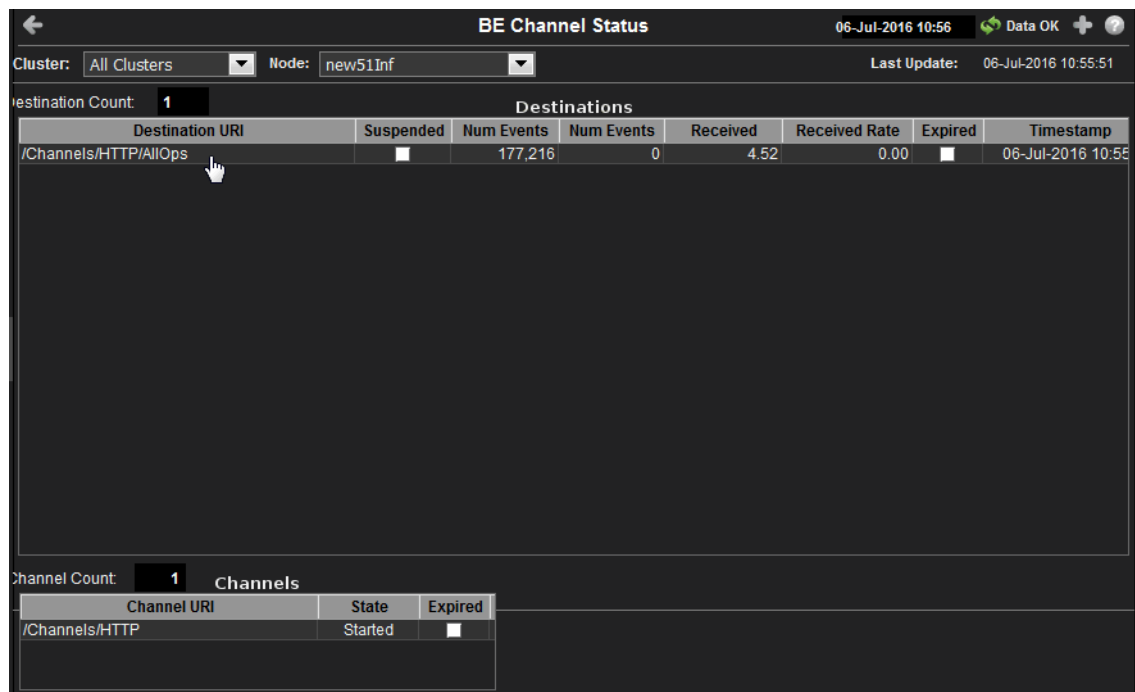 BE Channel Status 06-Jul-2016 10:56 Data OK
Cluster: All Clusters Node: new51Inf Last Update: 06-Jul-2016 10:55:51
estination Count: 1 Destinations
Destination URI Suspended Num Events Num Events Received Received Rate Expired Timestamp
/Channels/HTTP/AllOps 177,216 0 4.52 0.00 06-Jul-2016 10:55
hannel Count: 1 Channels
Channel URI State Expired
/Channels/HTTP Started